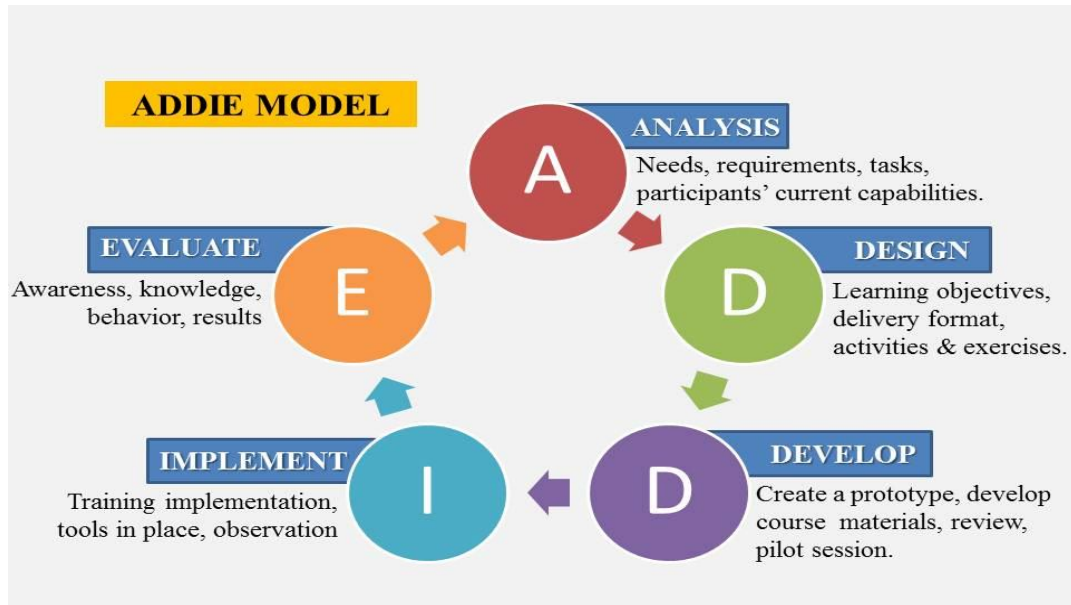 ADDIE MODEL
A
ANALYSIS
Needs, requirements, tasks,
participants’ current capabilities.
D
DESIGN
Learning objectives,
delivery format,
activities & exercises.
D
DEVELOP
Create a prototype, develop
course materials, review,
pilot session.
I
IMPLEMENT
Training implementation,
tools in place, observation
E
EVALUATE
Awareness, knowledge,
behavior, results